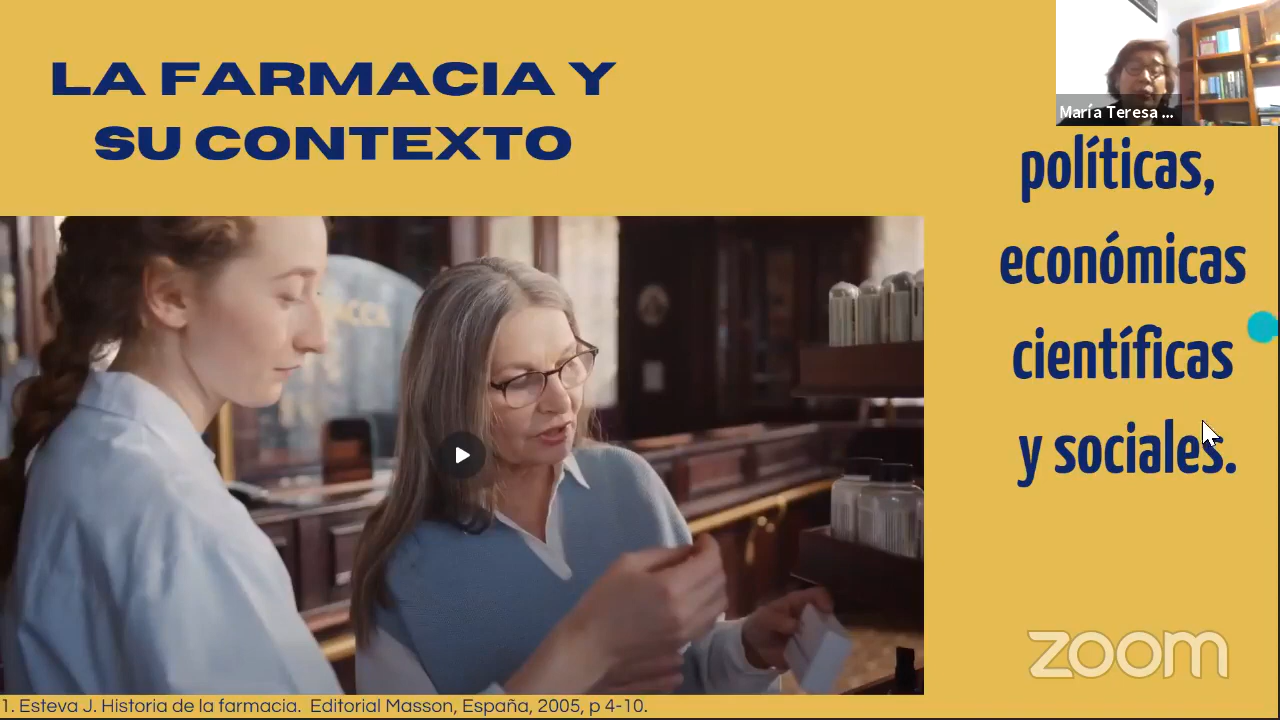 LA FARMACIA Y
SU CONTEXTO
María Teresa ...
políticas,
económicas
científicas
y sociales.
ACCA
zoom
1. Esteva J. Historia de la farmacia. Editorial Masson, España, 2005, p 4-10.